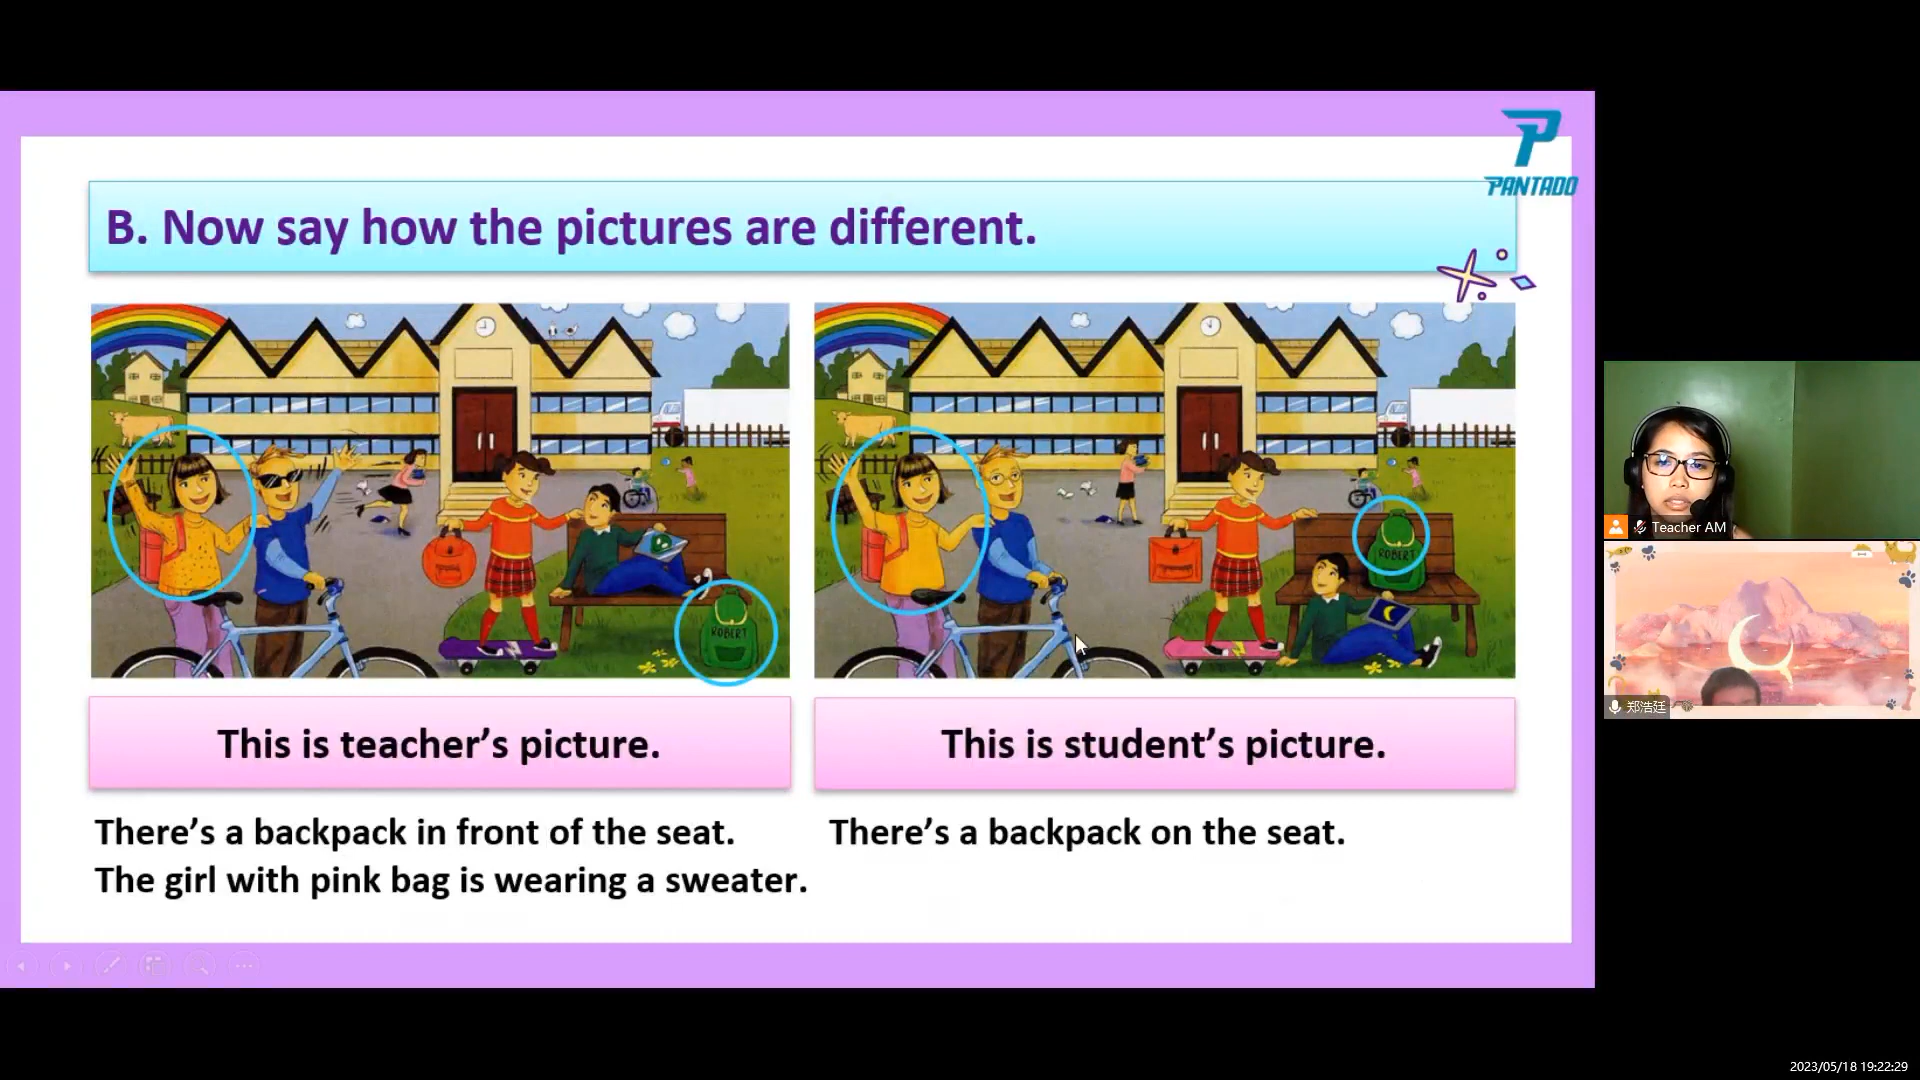 PANTADO
B. Now say how the pictures are different.
ROBERT
ROBERT
This is teacher's picture.
This is student's picture.
There's a backpack in front of the seat.
The girl with pink bag is wearing a sweater.
There's a backpack on the seat.
Teacher AM
郑浩廷
2023/05/18 19:22:29